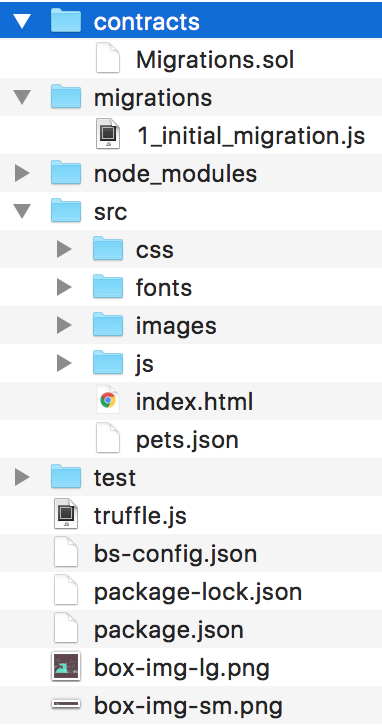 contracts
Migrations.sol
migrations
1_initial_migration.js
node_modules
src
css
fonts
images
js
index.html
pets.json
test
truffle.js
bs-config.json
package-lock.json
package.json
box-img-lg.png
box-img-sm.png